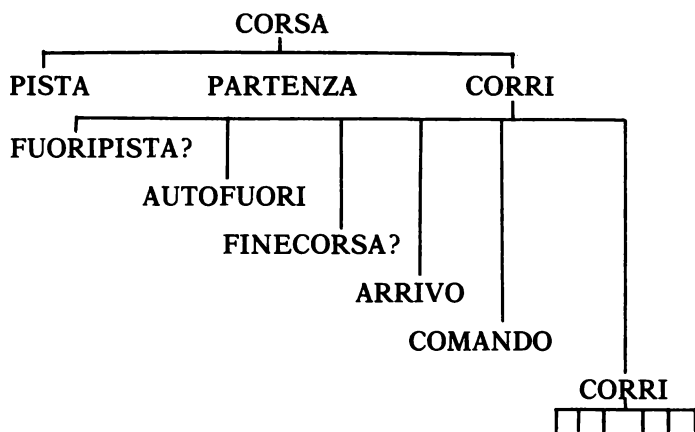 CORSA
PISTA PARTENZA CORRI
FUORIPISTA?
AUTOFUORI
FINECORSA?
ARRIVO
COMANDO
CORRI